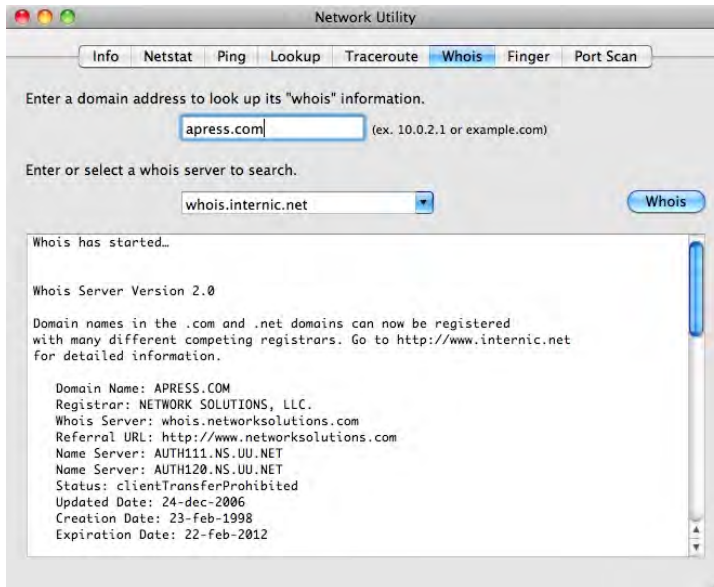 Network Utility
Info Netstat Ping Lookup Traceroute Whois Finger Port Scan
Enter a domain address to look up its "whois" information.
apress.com (ex. 10.0.2.1 or example.com)
Enter or select a whois server to search.
whois.internic.net Whois
Whois has started…
Whois Server Version 2.0
Domain names in the .com and .net domains can now be registered
with many different competing registrars. Go to http://www.internic.net
for detailed information.
Domain Name: APRESS.COM
Registrar: NETWORK SOLUTIONS, LLC.
Whois Server: whois.networksolutions.com
Referral URL: http://www.networksolutions.com
Name Server: AUTH111.NS.UU.NET
Name Server: AUTH120.NS.UU.NET
Status: clientTransferProhibited
Updated Date: 24-dec-2006
Creation Date: 23-feb-1998
Expiration Date: 22-feb-2012